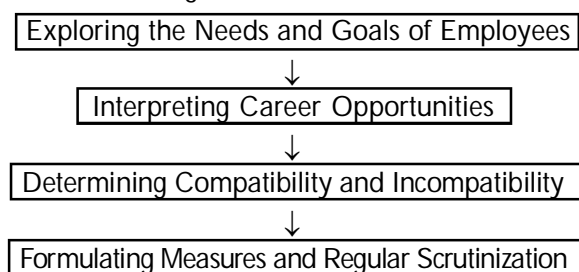 Exploring the Needs and Goals of Employees
↓
Interpreting Career Opportunities
↓
Determining Compatibility and Incompatibility
↓
Formulating Measures and Regular Scrutinization